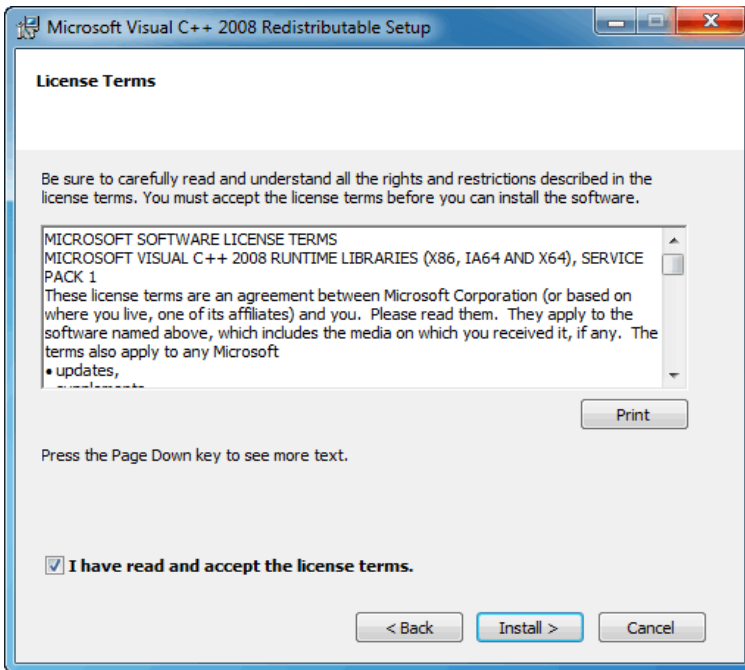 Microsoft Visual C++ 2008 Redistributable Setup
License Terms
Be sure to carefully read and understand all the rights and restrictions described in the
license terms. You must accept the license terms before you can install the software.
MICROSOFT SOFTWARE LICENSE TERMS
MICROSOFT VISUAL C++ 2008 RUNTIME LIBRARIES (X86, IA64 AND X64), SERVICE
PACK 1
These license terms are an agreement between Microsoft Corporation (or based on
where you live, one of its affiliates) and you.  Please read them.  They apply to the
software named above, which includes the media on which you received it, if any.  The
terms also apply to any Microsoft
• updates,
Print
Press the Page Down key to see more text.
I have read and accept the license terms.
< Back
Install >
Cancel